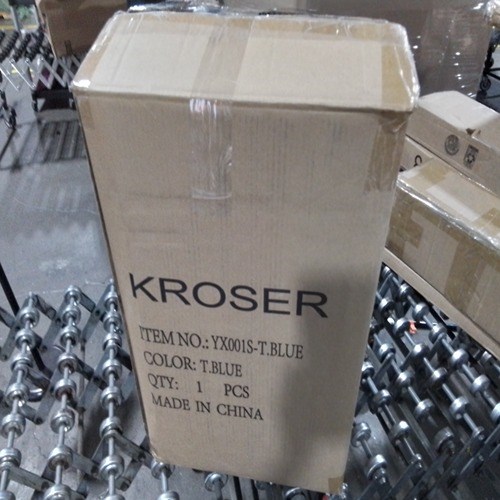 KROSER
ITEM NO.: YX001S-T.BLUE
COLOR: T.BLUE
QTY: 1 PCS
MADE IN CHINA